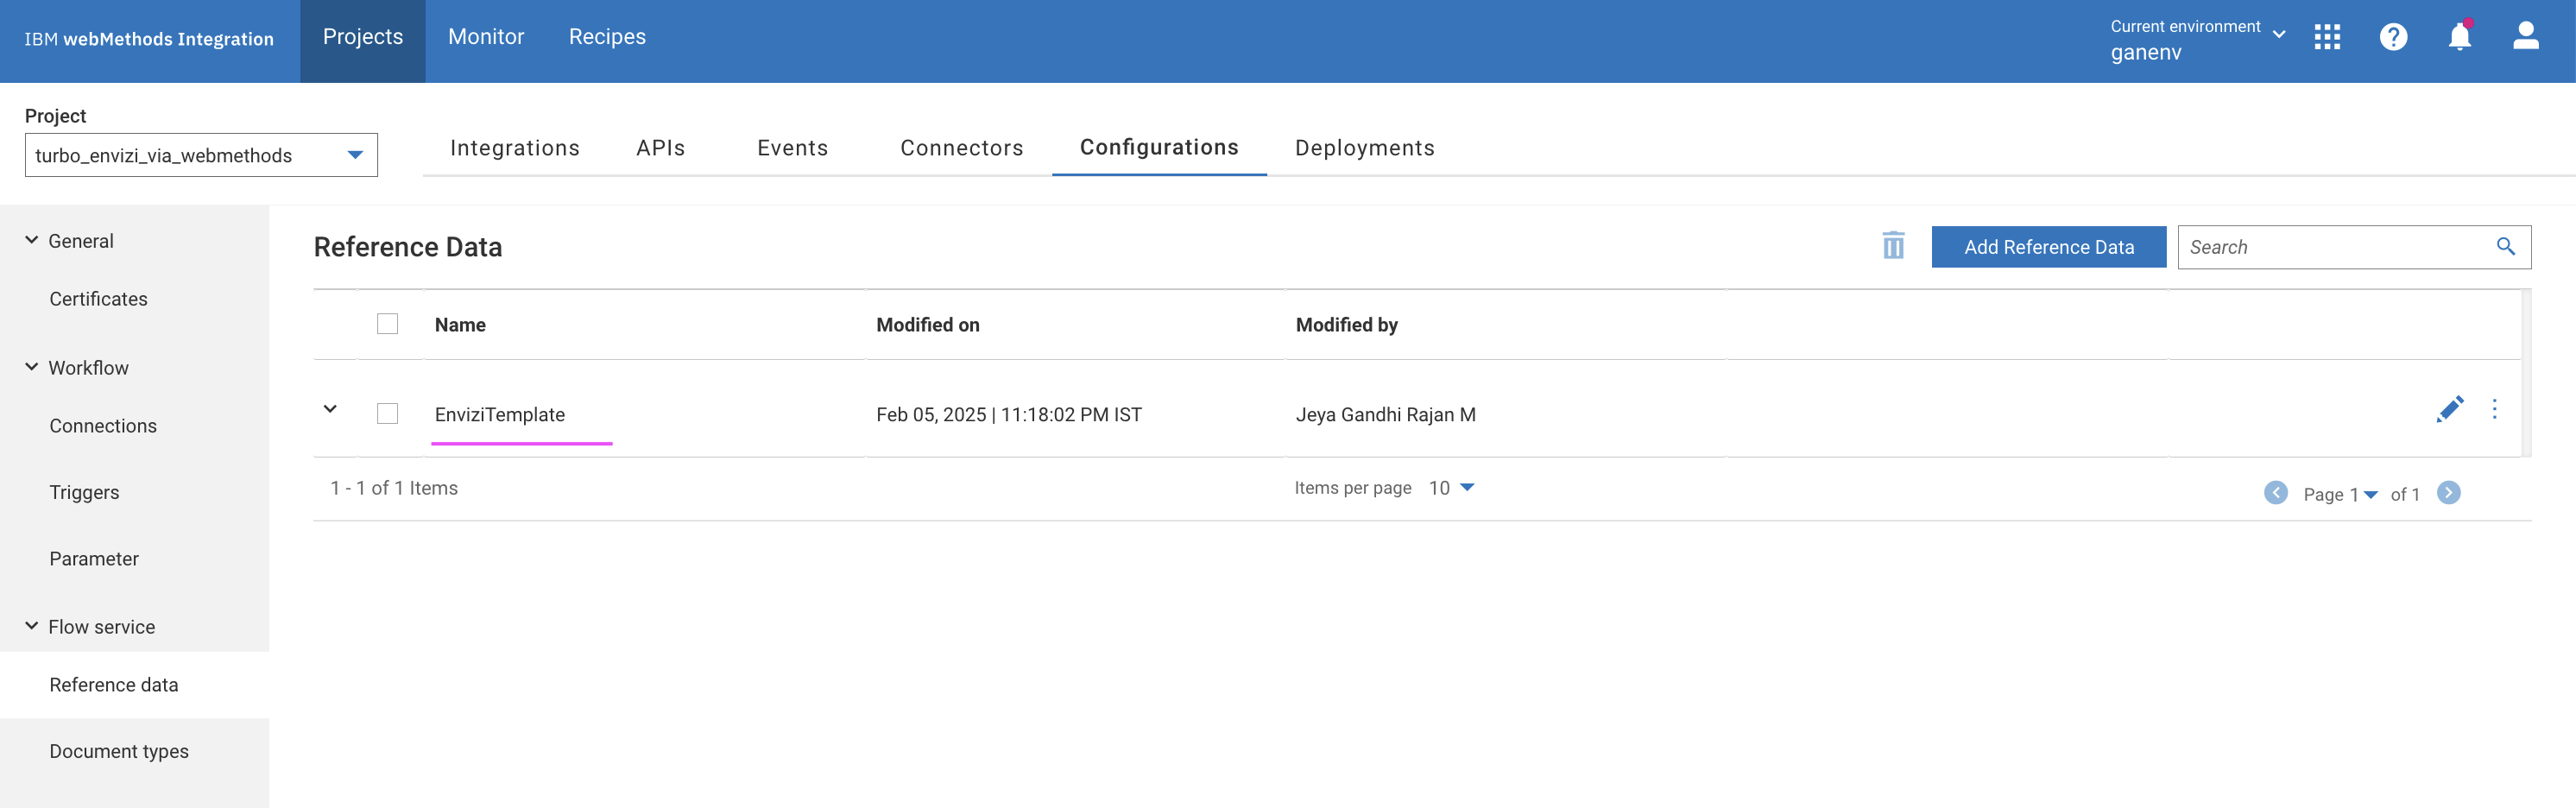 IBM webMethods Integration
Projects
Monitor
Recipes
Current environment
ganenv
Project
turbo_envizi_via_webmethods
Integrations
APIs
Events
Connectors
Configurations
Deployments
General
Certificates
Workflow
Connections
Triggers
Parameter
Flow service
Reference data
Document types
Reference Data
Add Reference Data
Search
Name
Modified on
Modified by
EnviziTemplate
Feb 05, 2025 | 11:18:02 PM IST
Jeya Gandhi Rajan M
1 - 1 of 1 Items
Items per page 10
Page 1 of 1